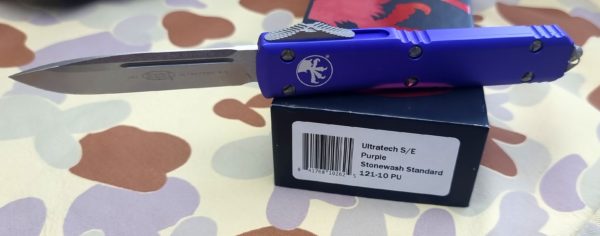 Ultratech S/E
Purple
Stonewash Standard
121-10 PU